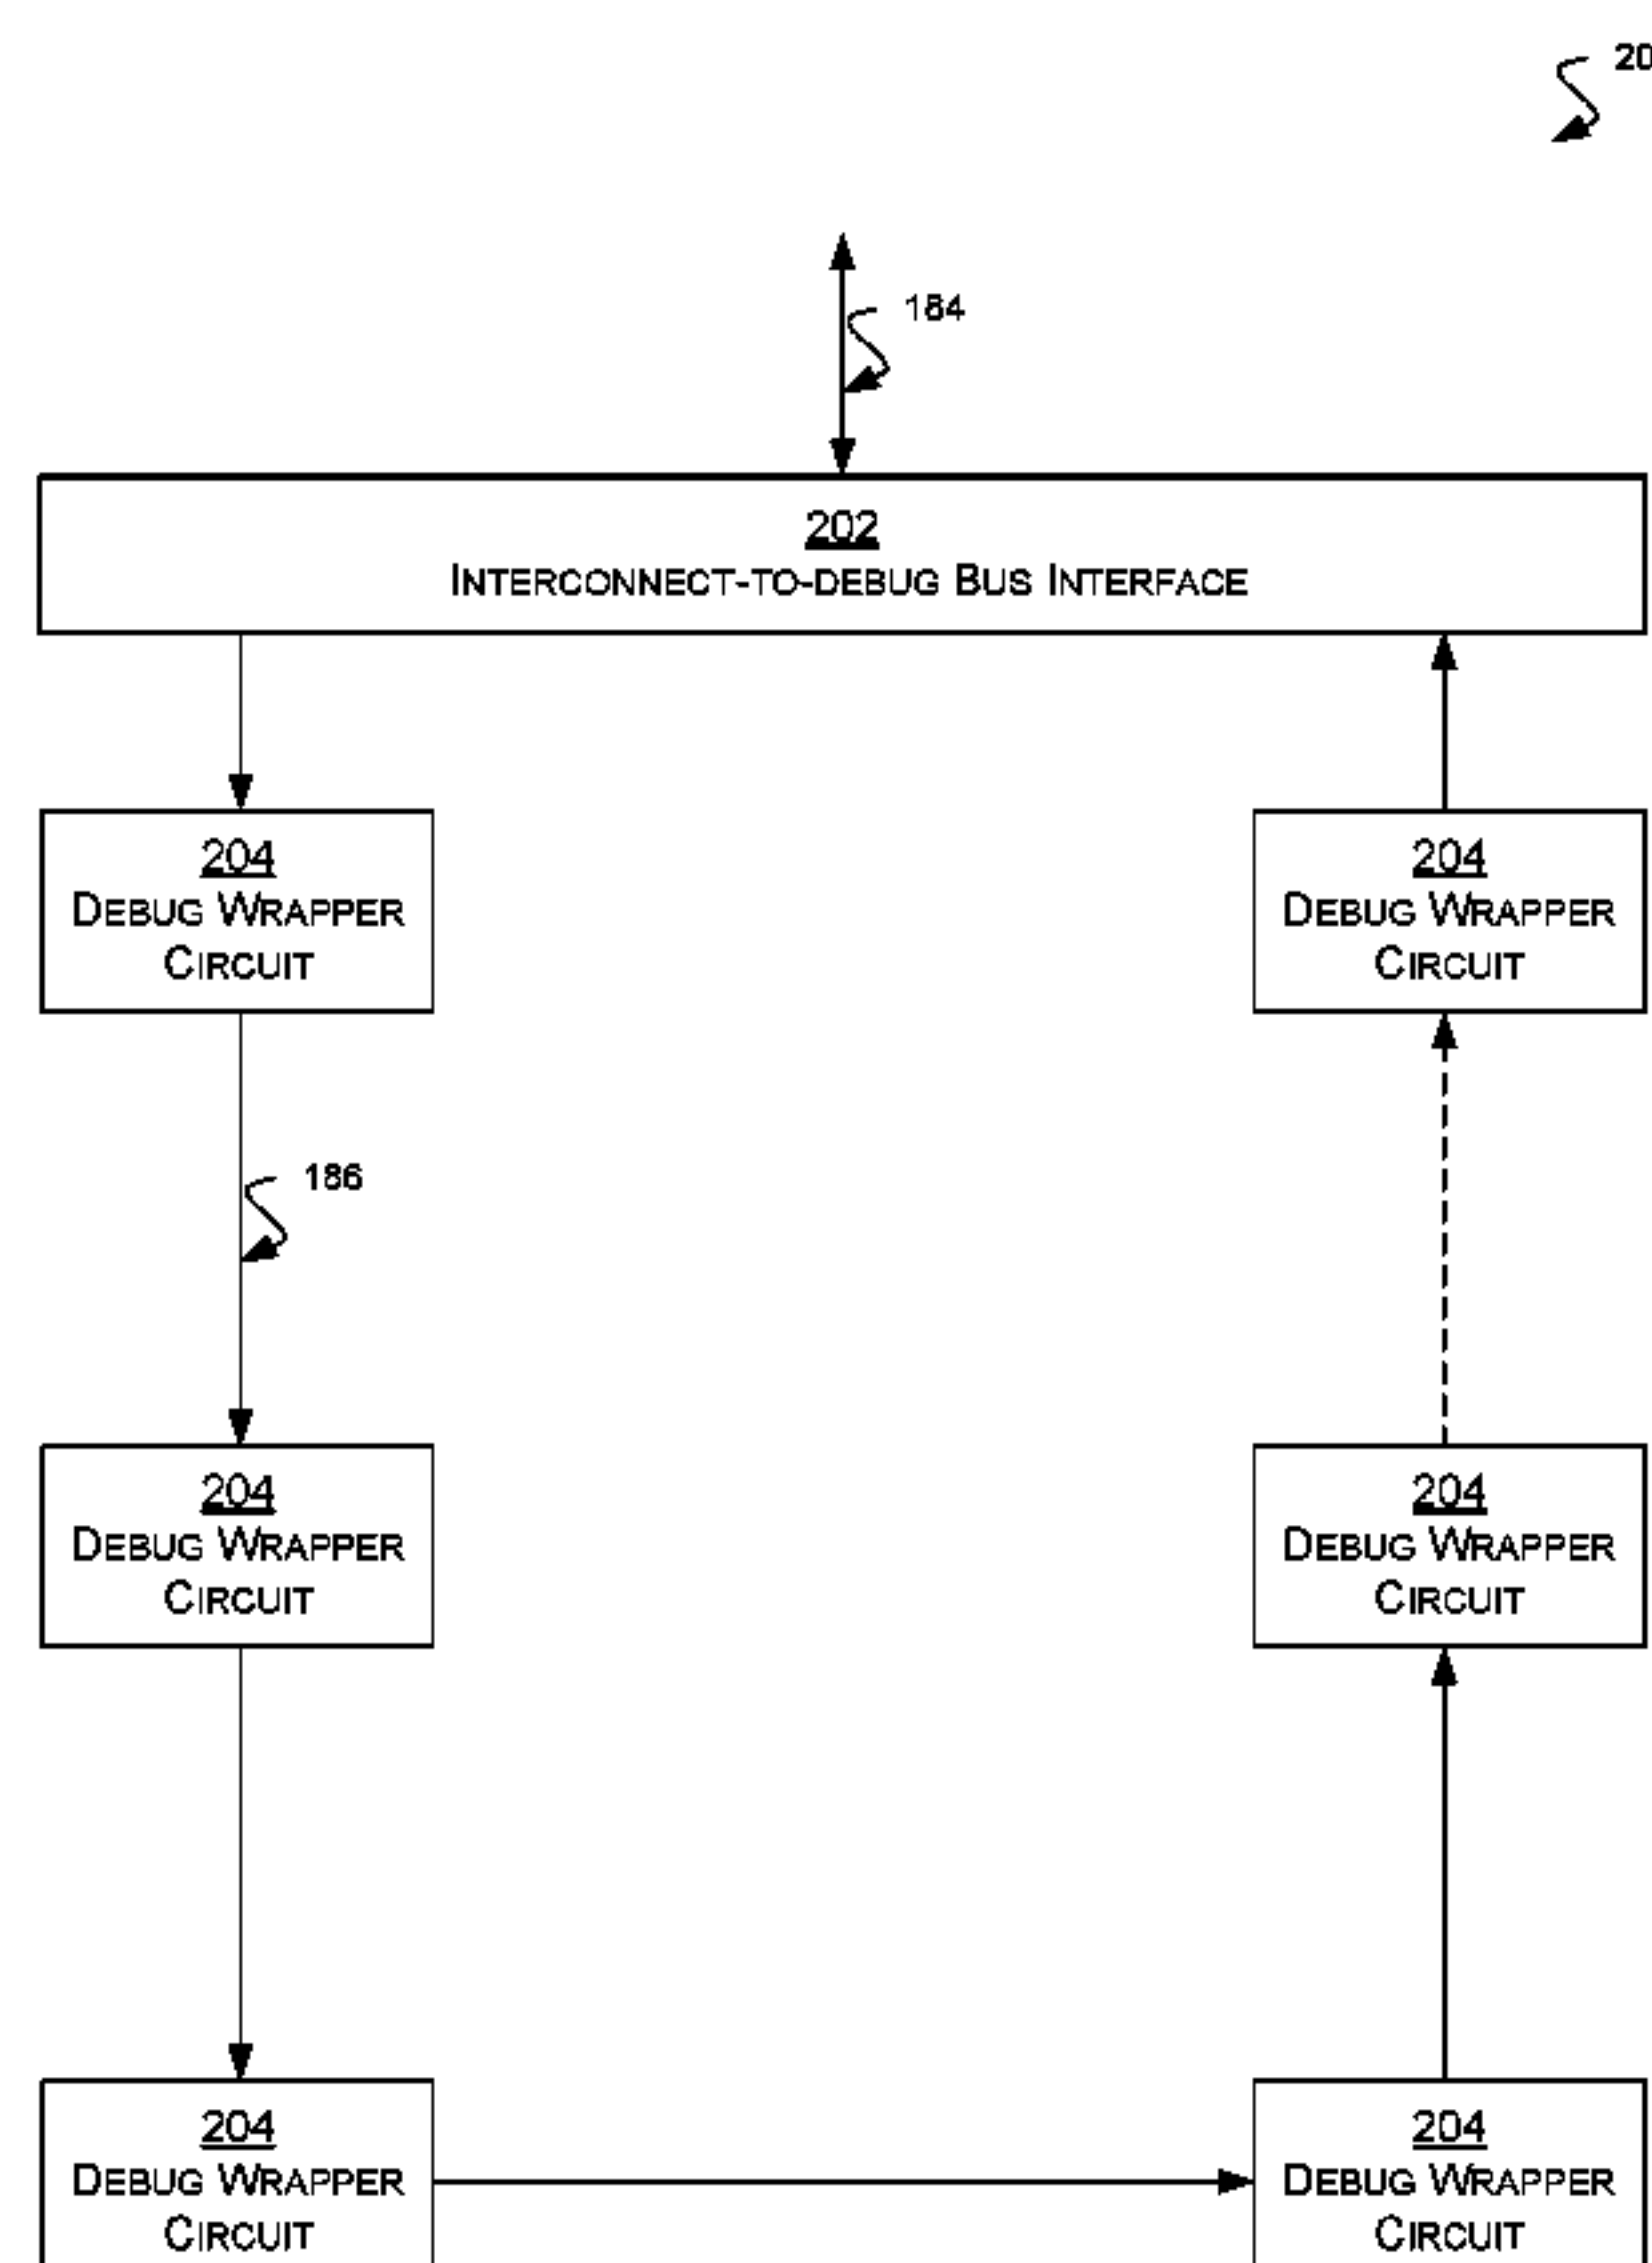 184
202
INTERCONNECT-TO-DEBUG BUS INTERFACE
204
DEBUG WRAPPER
CIRCUIT
204
DEBUG WRAPPER
CIRCUIT
186
204
DEBUG WRAPPER
CIRCUIT
204
DEBUG WRAPPER
CIRCUIT
204
DEBUG WRAPPER
CIRCUIT
204
DEBUG WRAPPER
CIRCUIT